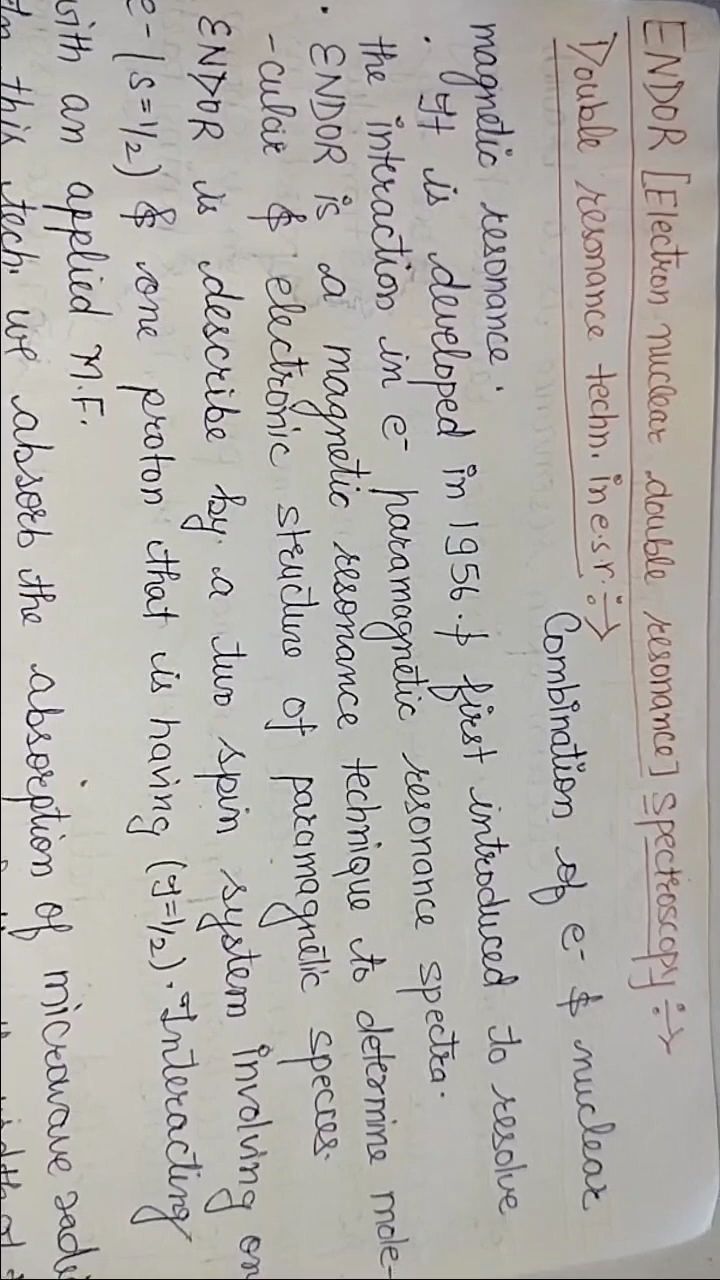 ENDOR [Electron nuclear double resonance] spectroscopy :→
Double resonance techn. in e.s.r. :→
Combination of e- & nuclear
magnetic resonance.
· It is developed in 1956. & first introduced to resolve
the interaction in e- paramagnetic resonance spectra.
· ENDOR is a magnetic resonance technique to determine mole-
-cular & electronic structure of paramagnetic species.
ENDOR is describe by a two spin system involving on
e- (s=1/2) & one proton that is having (I=1/2). Interacting
with an applied M.F.
In this tech. we absorb the absorption of microwave radi